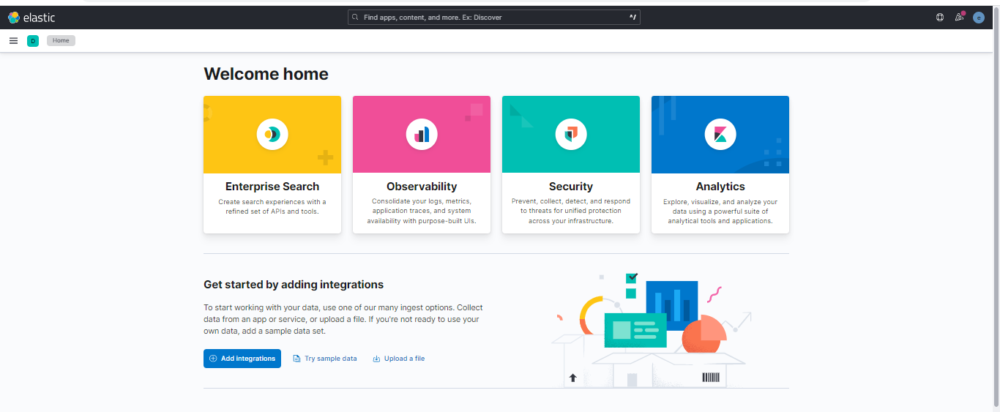 elastic
Find apps, content, and more. Ex: Discover
^/
e
D
Home
Welcome home
Enterprise Search
Create search experiences with a
refined set of APIs and tools.
Observability
Consolidate your logs, metrics,
application traces, and system
availability with purpose-built UIs.
Security
Prevent, collect, detect, and respond
to threats for unified protection
across your infrastructure.
Analytics
Explore, visualize, and analyze your
data using a powerful suite of
analytical tools and applications.
Get started by adding integrations
To start working with your data, use one of our many ingest options. Collect
data from an app or service, or upload a file. If you're not ready to use your
own data, add a sample data set.
Add integrations
Try sample data
Upload a file